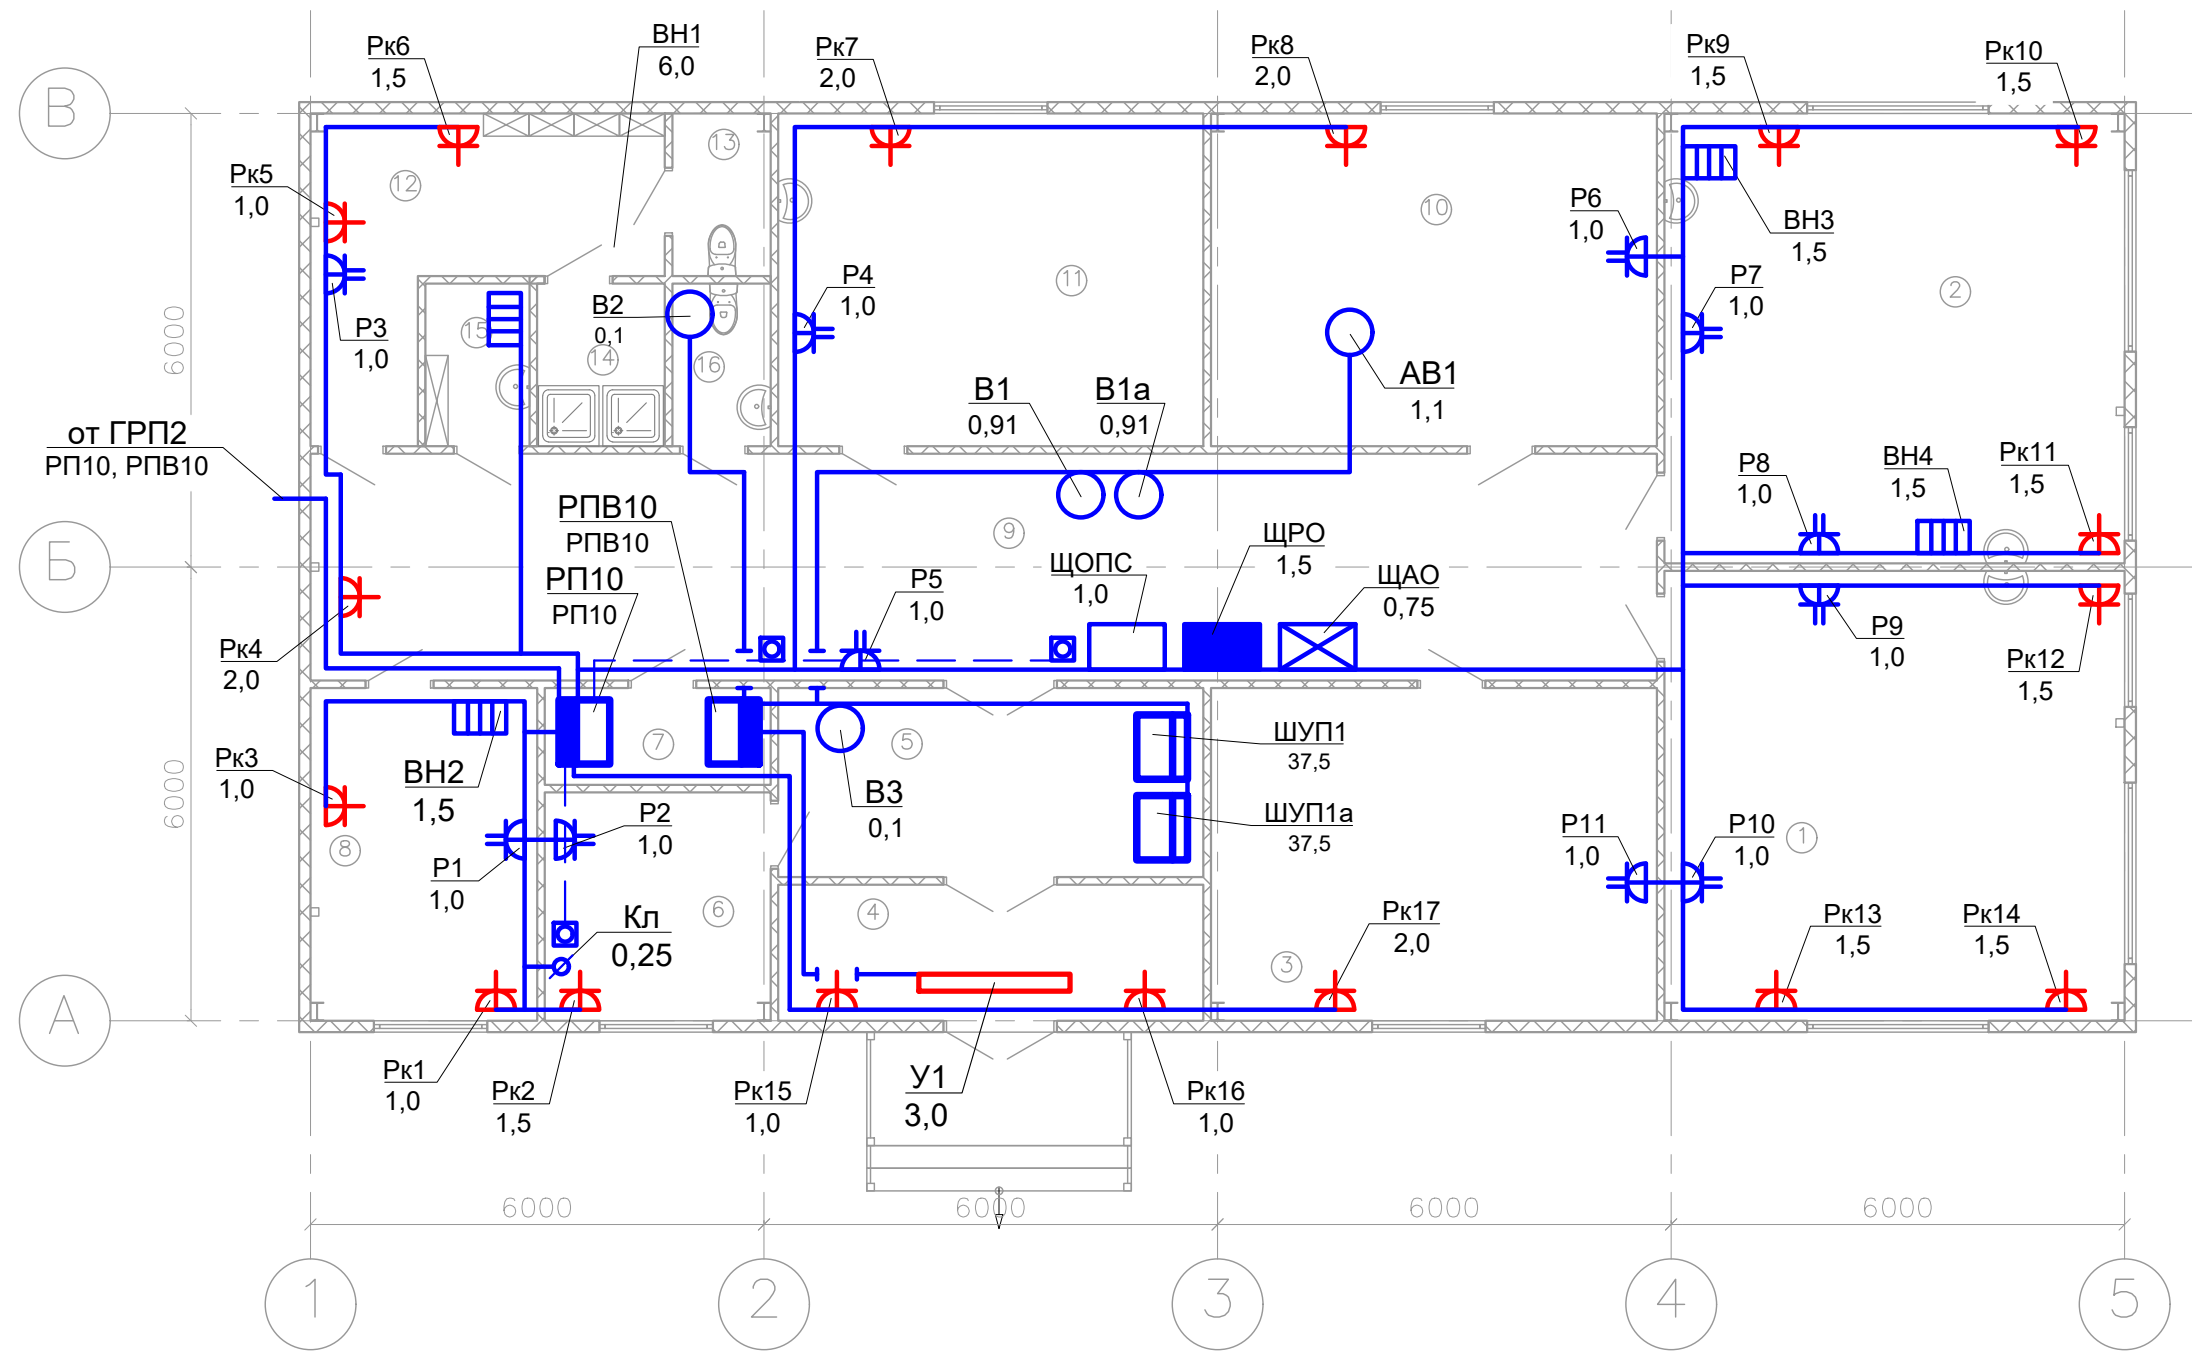 Рк6
1,5
ВН1
6,0
Рк7
2,0
Рк8
2,0
Рк9
1,5
Рк10
1,5
В
Рк5
1,0
12
13
Р6
1,0
10
ВН3
1,5
11
Р4
1,0
Р7
1,0
2
В2
0,1
Р3
1,0
15
14
16
6000
АВ1
1,1
В1
0,91
В1а
0,91
от ГРП2
РП10, РПВ10
Р8
1,0
ВН4
1,5
Рк11
1,5
РПВ10
РПВ10
9
ЩРО
1,5
Б
РП10
РП10
Р5
1,0
ЩОПС
1,0
ЩАО
0,75
Рк4
2,0
Р9
1,0
Рк12
1,5
Рк3
1,0
ВН2
1,5
7
5
ШУП1
37,5
6000
В3
0,1
ШУП1а
37,5
8
Р2
1,0
Р1
1,0
Р11
1,0
Р10
1,0
1
6
4
Кл
0,25
Рк17
2,0
3
Рк13
1,5
Рк14
1,5
А
Рк1
1,0
Рк2
1,5
Рк15
1,0
У1
3,0
Рк16
1,0
6000
6000
6000
6000
1
2
3
4
5